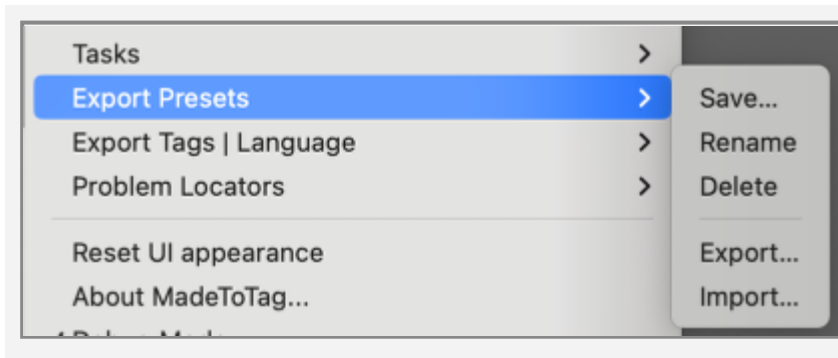 Tasks
Export Presets
Export Tags | Language
Problem Locators
Reset UI appearance
About MadeToTag...
Save...
Rename
Delete
Export...
Import...